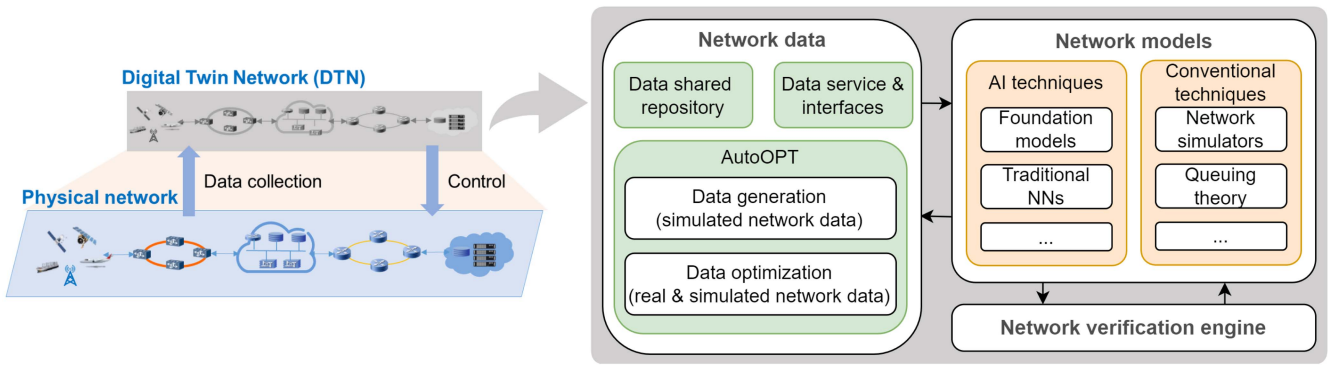 Digital Twin Network (DTN)
Data collection
Control
Physical network
Network data
Data shared
repository
Data service &
interfaces
AutoOPT
Data generation
(simulated network data)
Data optimization
(real & simulated network data)
Network models
AI techniques
Foundation
models
Traditional
NNs
...
Conventional
techniques
Network
simulators
Queuing
theory
...
Network verification engine